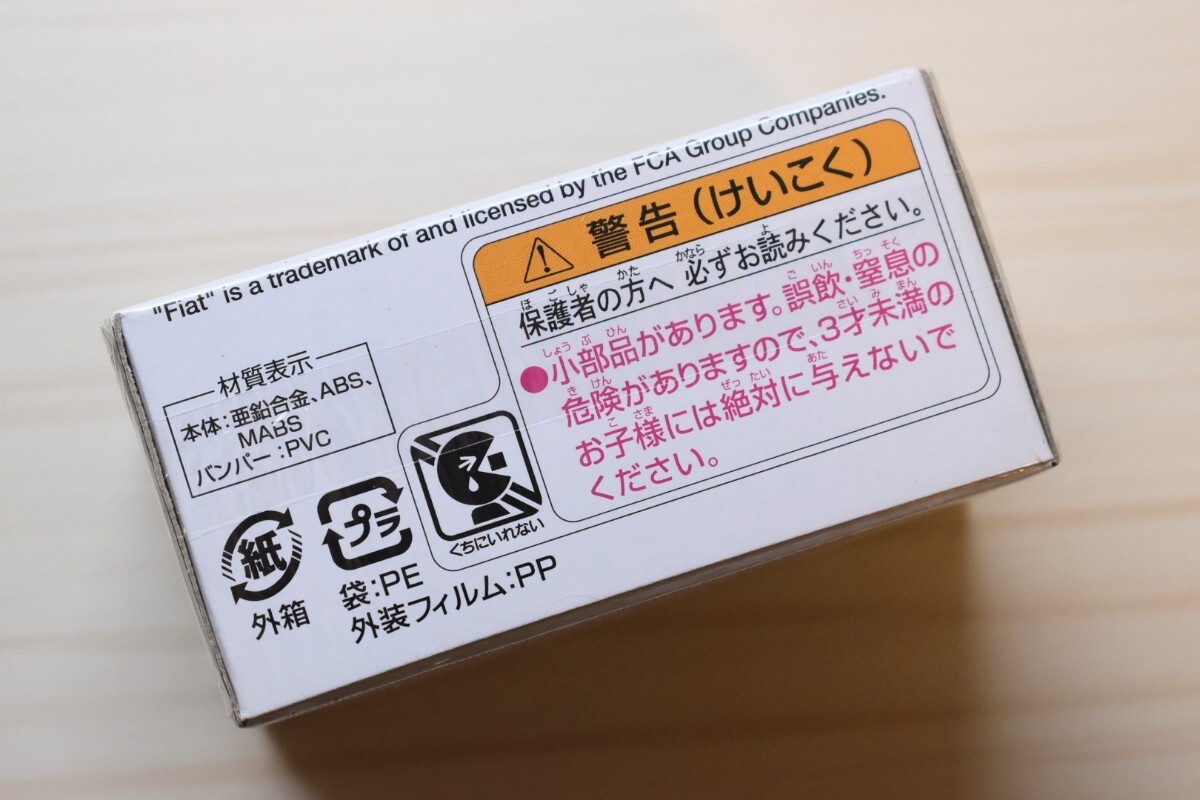 "Fiat" is a trademark of and licensed by the FCA Group Companies.
警告(けいこく)
保護者の方へ 必ずお読みください。
●小部品があります。誤飲・窒息の
危険がありますので、3才未満の
お子様には絶対に与えないで
ください。
材質表示
本体:亜鉛合金、ABS、
MABS
バンパー:PVC
くちにいれない
紙
外箱
プラ
袋:PE
外装フィルム:PP